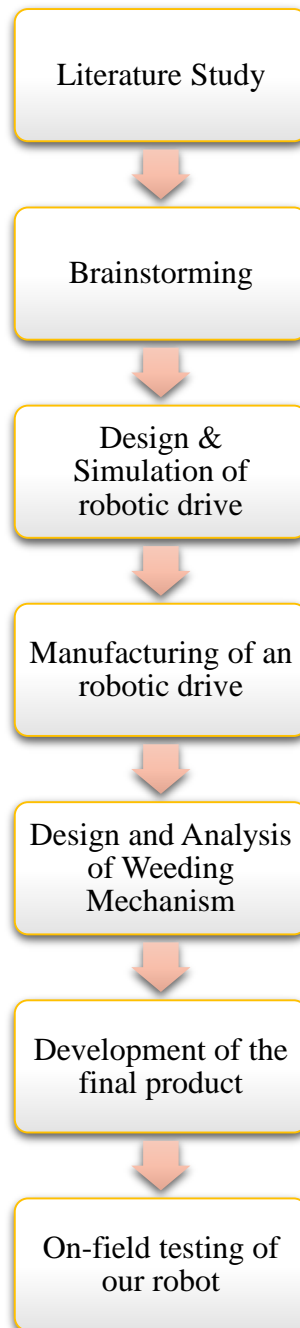 Literature Study
Brainstorming
Design &
Simulation of
robotic drive
Manufacturing of an
robotic drive
Design and Analysis
of Weeding
Mechanism
Development of the
final product
On-field testing of
our robot